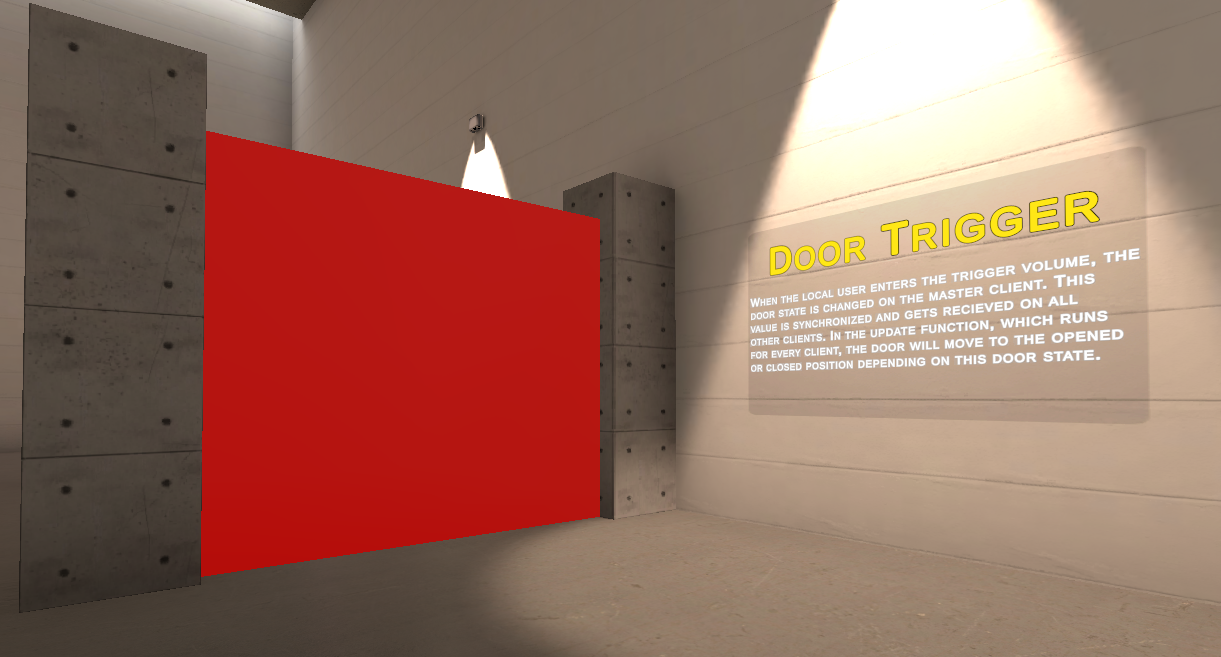 Door Trigger
When the local user enters the trigger volume, the
door state is changed on the master client. This
value is synchronized and gets recieved on all
other clients. In the update function, which runs
for every client, the door will move to the opened
or closed position depending on this door state.